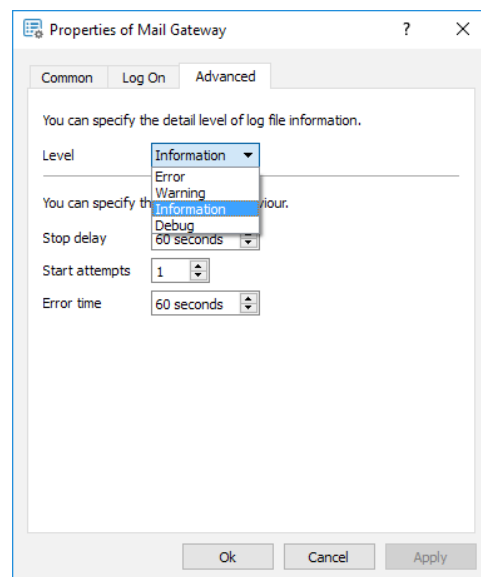 Properties of Mail Gateway ?
Common Log On Advanced
You can specify the detail level of log file information.
Level Information
Error
Warning
Information
Debug
You can specify th viour.
Stop delay 60 seconds
Start attempts 1
Error time 60 seconds
Ok Cancel Apply